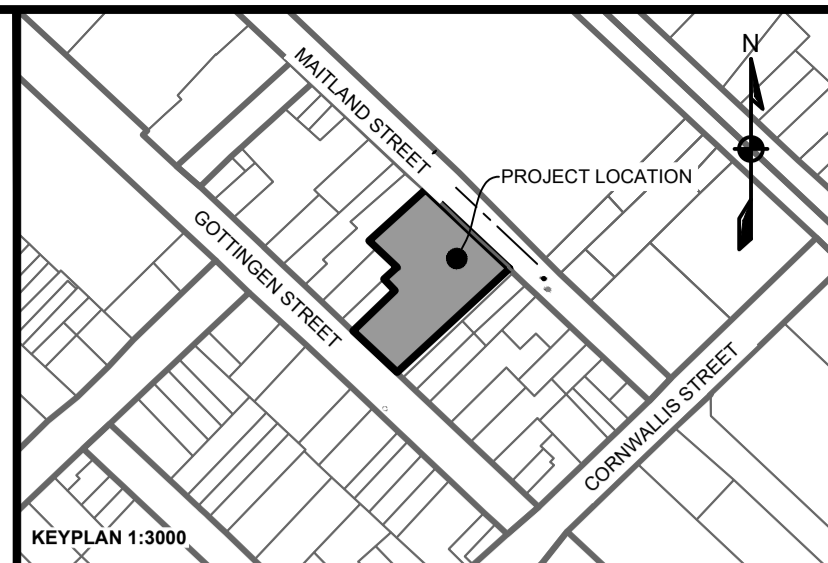 N
MAITLAND STREET
PROJECT LOCATION
GOTTINGEN STREET
CORNWALLIS STREET
KEYPLAN 1:3000